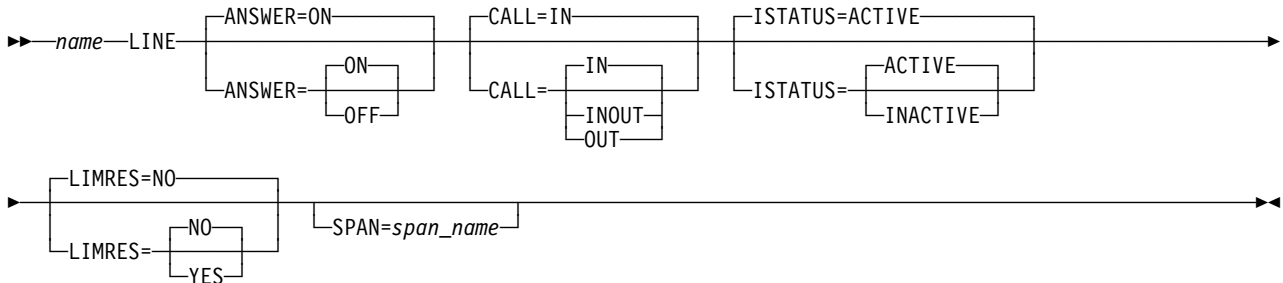 ANSWER=ON CALL=IN ISTATUS=ACTIVE
name LINE
ON IN ACTIVE
ANSWER= CALL= ISTATUS=
OFF INOUT INACTIVE
OUT
LIMRES=NO
NO SPAN=span_name
LIMRES=
YES